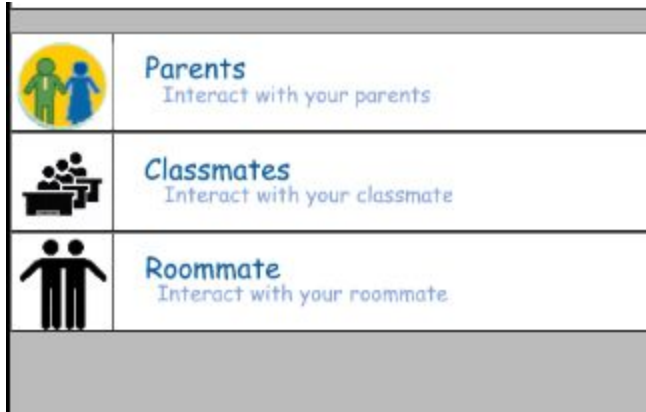 Parents
Interact with your parents
Classmates
Interact with your classmate
Roommate
Interact with your roommate